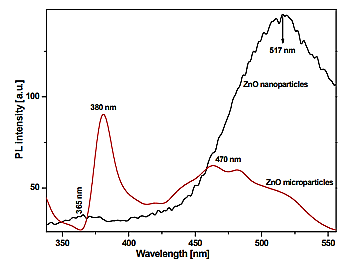 517 nm
380 nm
ZnO nanoparticles
100
PL intensity [a.u.]
365 nm
470 nm
ZnO microparticles
50
350
400
450
500
550
Wavelength [nm]